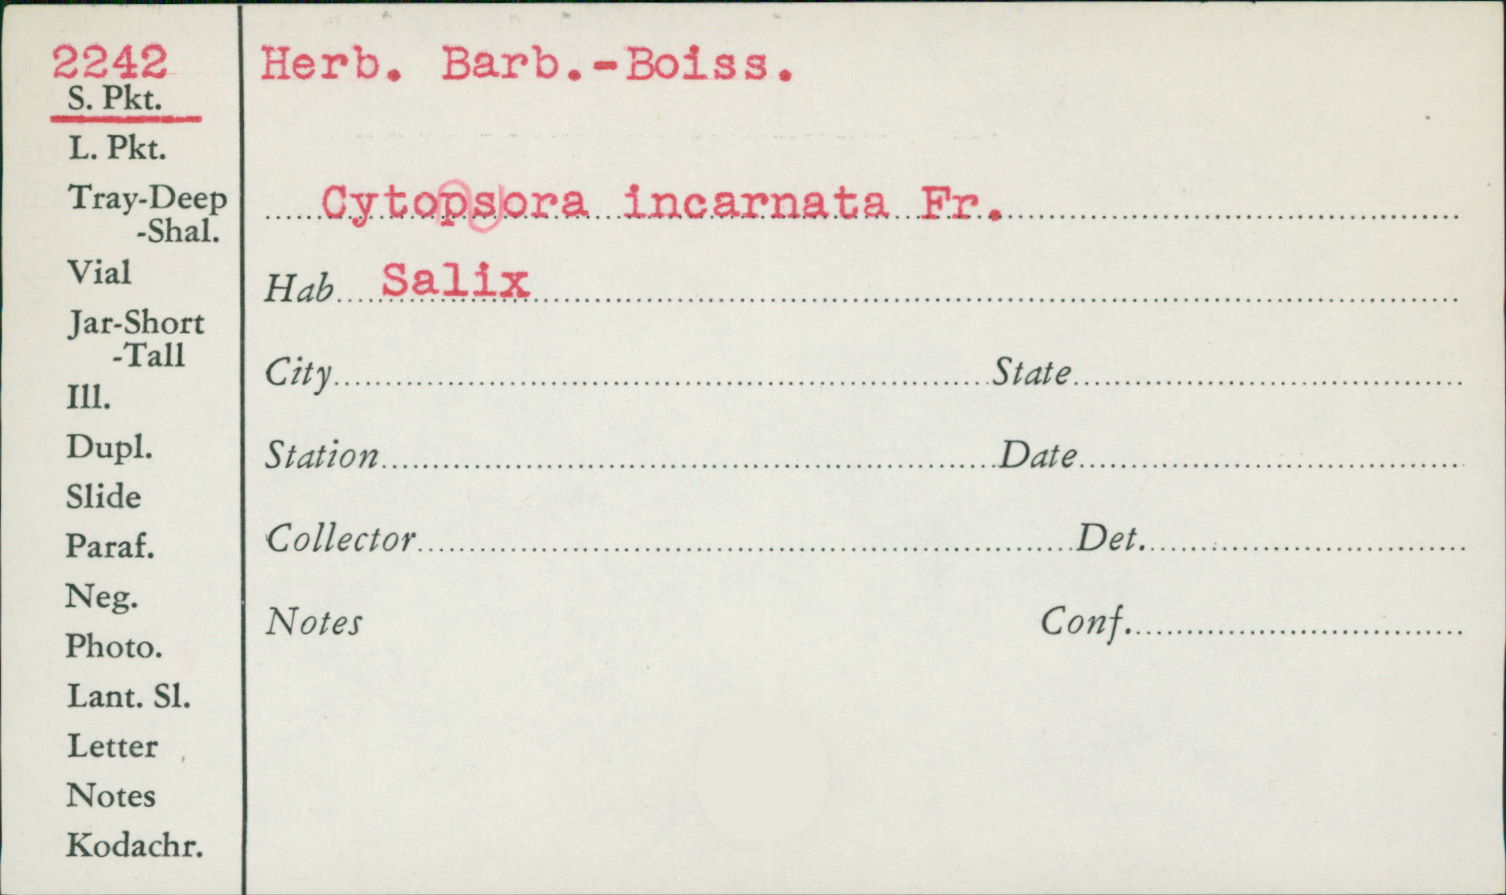 2242
S. Pkt.
L. Pkt.
Tray-Deep
-Shal.
Vial
Jar-Short
-Tall
Ill.
Dupl.
Slide
Paraf.
Neg.
Photo.
Lant. Sl.
Letter
Notes
Kodachr.
Herb. Barb.-Boiss.
Cytopsora incarnata Fr.
Hab Salix
City State
Station Date
Collector Det.
Notes Conf.